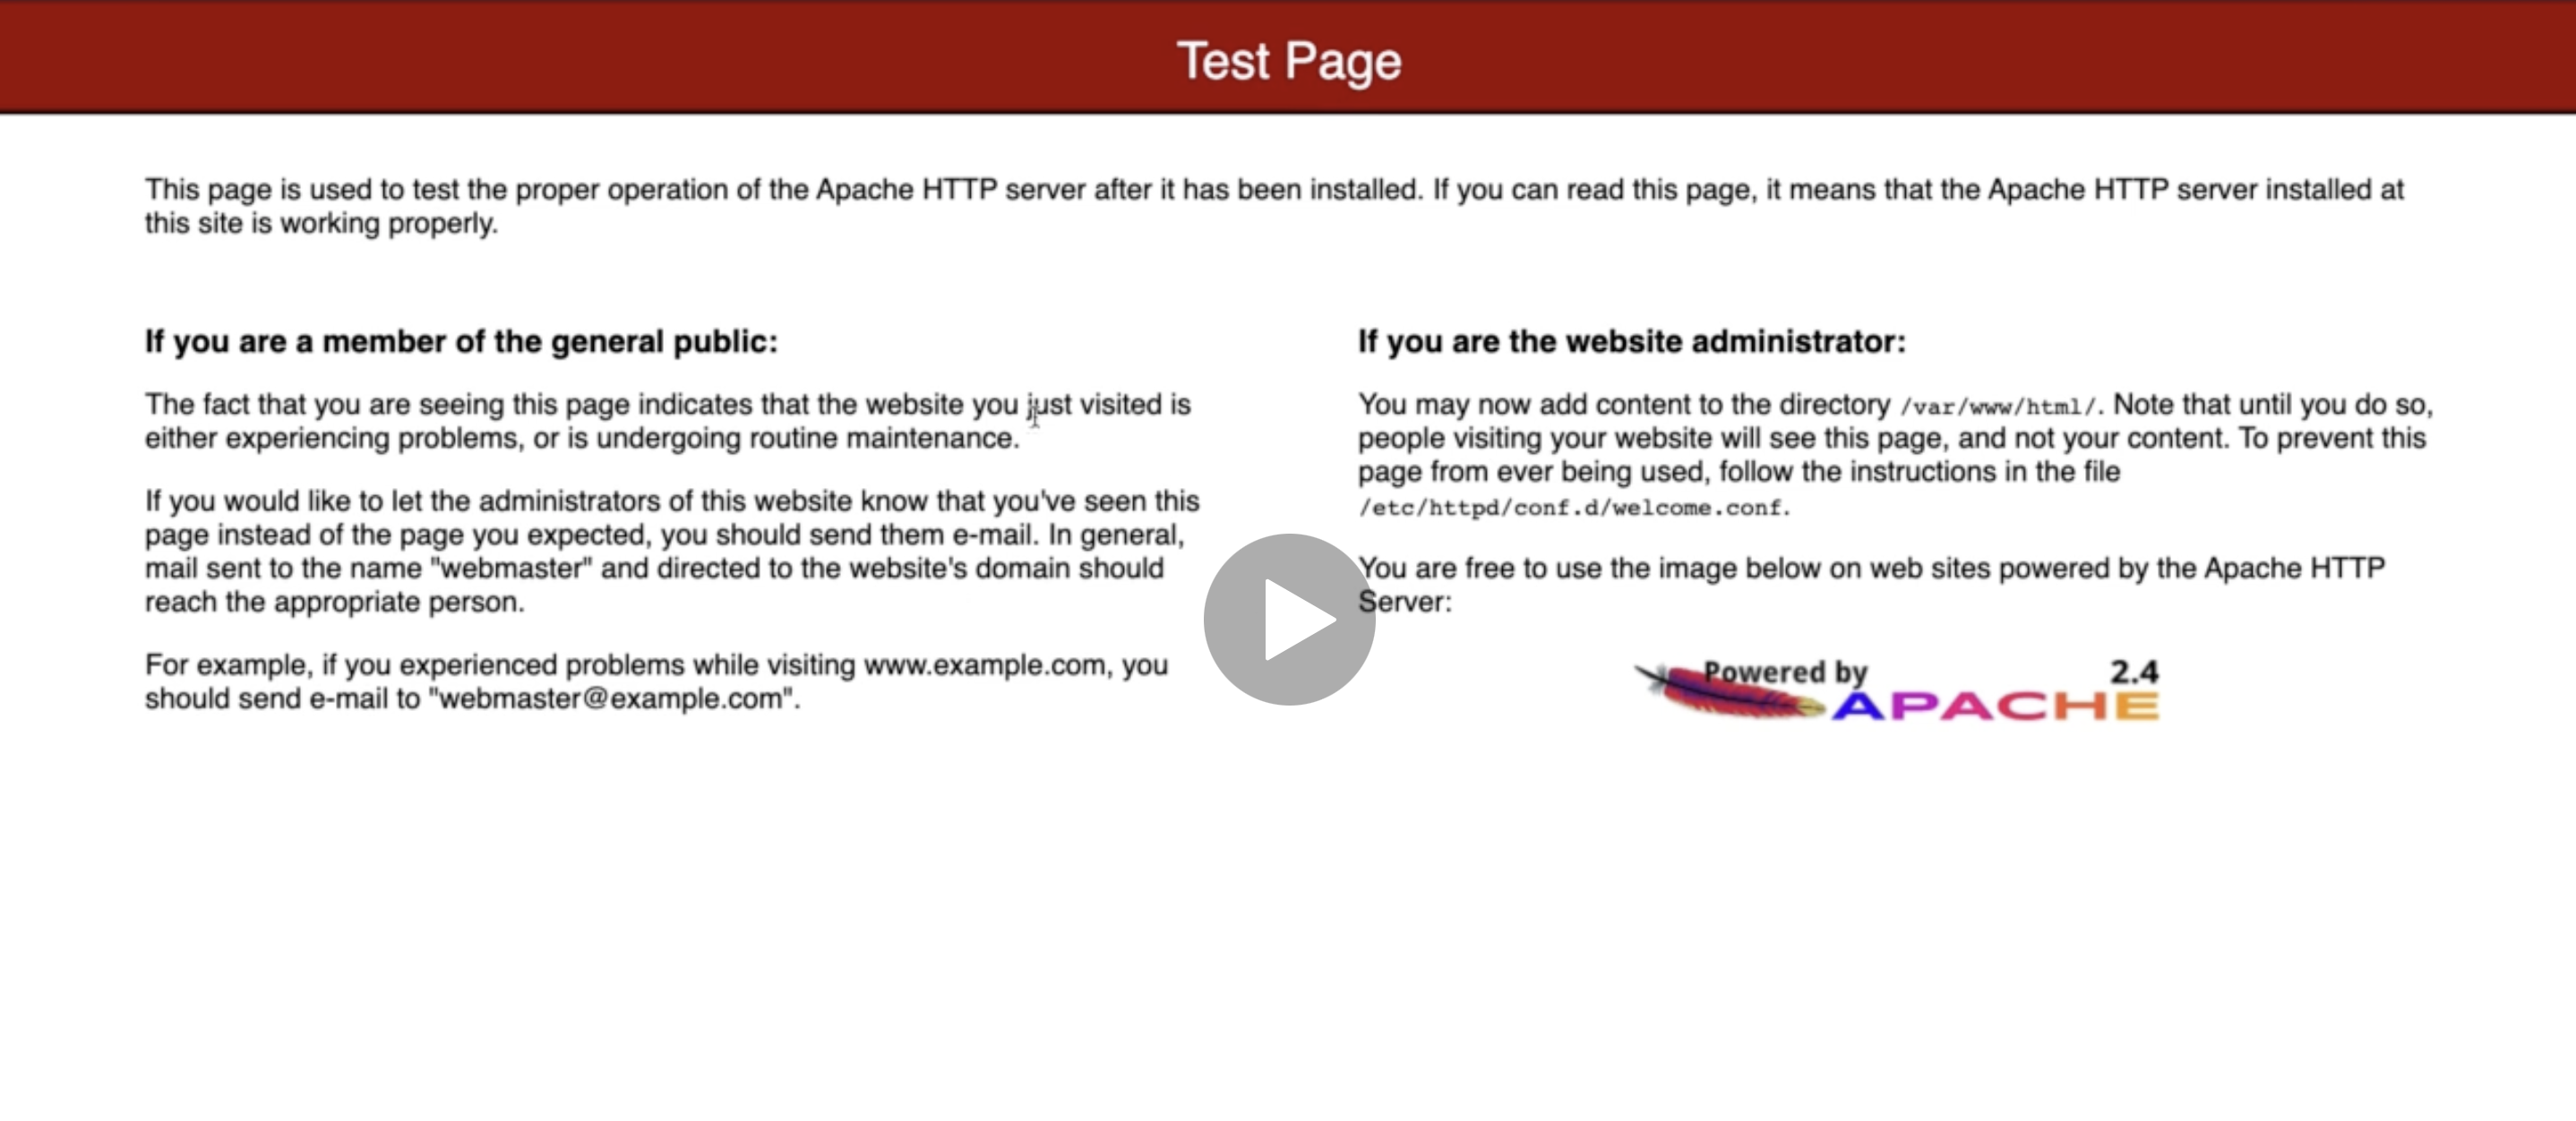 Test Page
This page is used to test the proper operation of the Apache HTTP server after it has been installed. If you can read this page, it means that the Apache HTTP server installed at
this site is working properly.
If you are a member of the general public:
The fact that you are seeing this page indicates that the website you just visited is
either experiencing problems, or is undergoing routine maintenance.
If you would like to let the administrators of this website know that you've seen this
page instead of the page you expected, you should send them e-mail. In general,
mail sent to the name "webmaster" and directed to the website's domain should
reach the appropriate person.
For example, if you experienced problems while visiting www.example.com, you
should send e-mail to "webmaster@example.com".
If you are the website administrator:
You may now add content to the directory /var/www/html/. Note that until you do so,
people visiting your website will see this page, and not your content. To prevent this
page from ever being used, follow the instructions in the file
/etc/httpd/conf.d/welcome.conf.
You are free to use the image below on web sites powered by the Apache HTTP
Server:
Powered by 2.4
APACHE